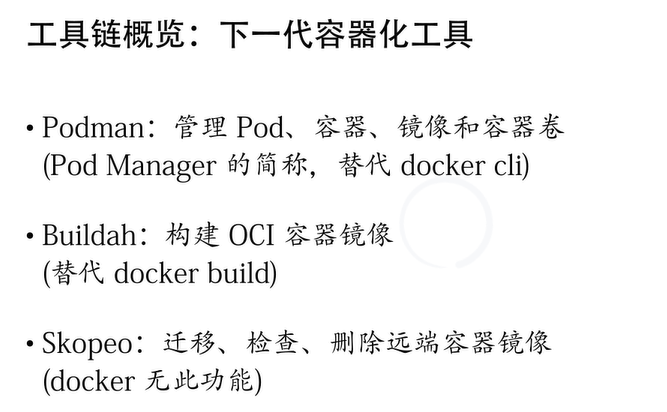 工具链概览：下一代容器化工具
• Podman：管理 Pod、容器、镜像和容器卷
(Pod Manager 的简称，替代 docker cli)
• Buildah：构建 OCI 容器镜像
(替代 docker build)
• Skopeo：迁移、检查、删除远端容器镜像
(docker 无此功能)